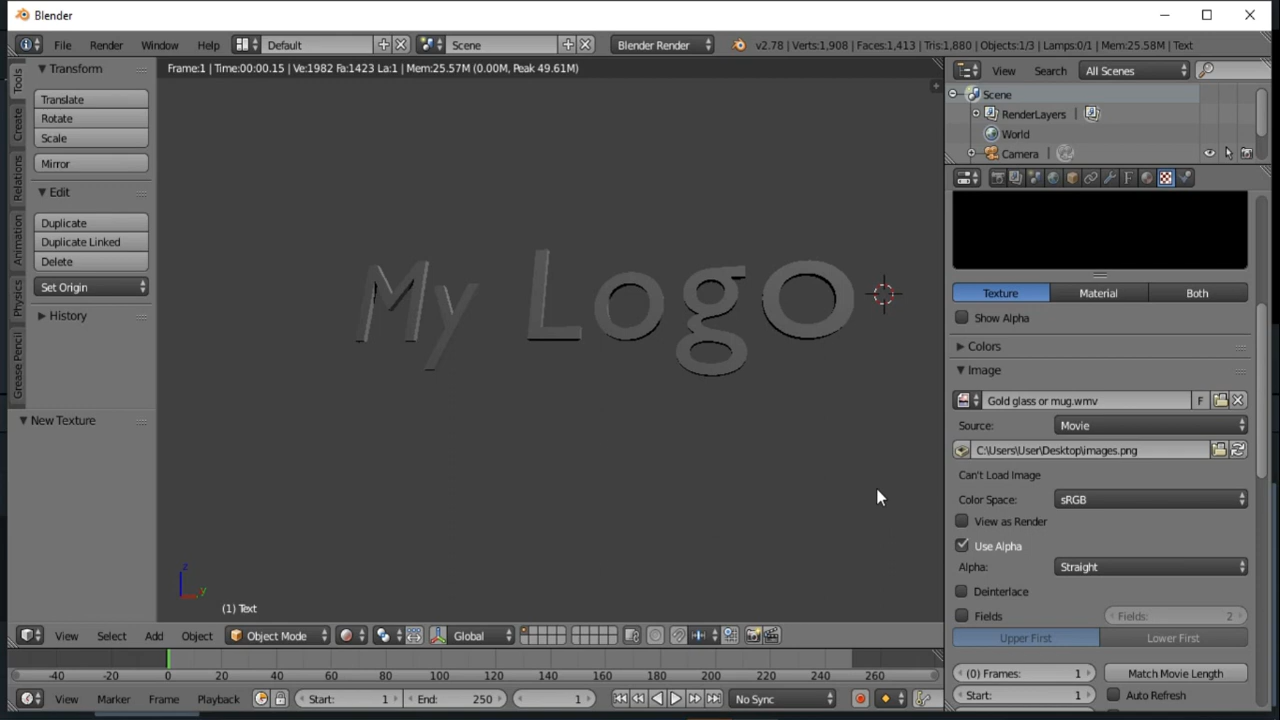 Blender
File Render Window Help Default Scene Blender Render v2.78 | Verts:1,908 | Faces:1,413 | Tris:1,880 | Objects:1/3 | Lamps:0/1 | Mem:25.58M | Text
Tools
Create
Relations
Animation
Physics
Grease Pencil
Transform
Translate
Rotate
Scale
Mirror
Edit
Duplicate
Duplicate Linked
Delete
Set Origin
History
New Texture
Frame:1 | Time:00:00.15 | Ve:1982 Fa:1423 La:1 | Mem:25.57M (0.00M, Peak 49.61M)
My LogO
z
y
(1) Text
View Select Add Object Object Mode Global
-40 -20 0 20 40 60 80 100 120 140 160 180 200 220 240 260
View Marker Frame Playback Start: 1 End: 250 1 No Sync
View Search All Scenes
Scene
RenderLayers |
World
Camera |
Texture Material Both
Show Alpha
Colors
Image
Gold glass or mug.wmv F
Source: Movie
C:\Users\User\Desktop\images.png
Can't Load Image
Color Space: sRGB
View as Render
Use Alpha
Alpha: Straight
Deinterlace
Fields Fields: 2
Upper First Lower First
(0) Frames: 1 Match Movie Length
Start: 1 Auto Refresh